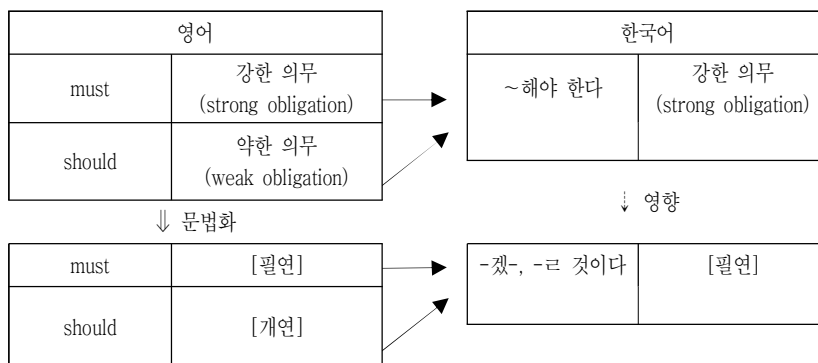 영어
한국어
must
강한 의무
(strong obligation)
~해야 한다
강한 의무
(strong obligation)
should
약한 의무
(weak obligation)
⇓ 문법화
⇣ 영향
must
[필연]
-겠-, -ㄹ 것이다
[필연]
should
[개연]